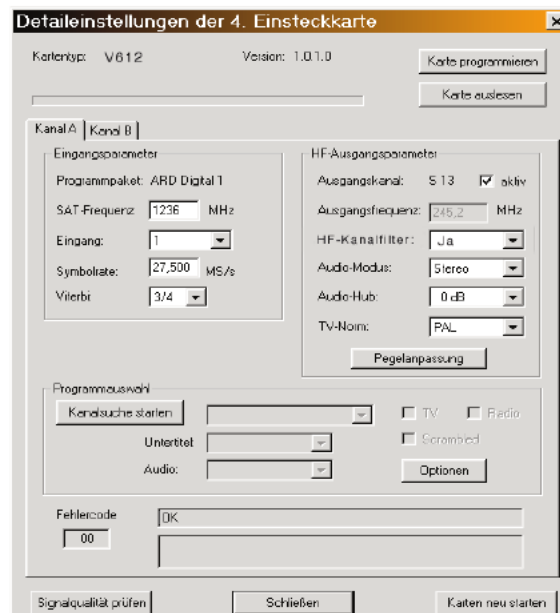 Detaileinstellungen der 4. Einsteckkarte
Kartentyp: V612 Version: 1.0.1.0 Karte programmieren
Karte auslesen
Kanal A Kanal B
Eingangsparameter HF-Ausgangsparameter
Programmpaket: ARD Digital 1 Ausgangskanal: S 13 aktiv
SAT-Frequenz 1236 MHz Ausgangsfrequenz: 245,2 MHz
Eingang: 1 HF-Kanalfilter: Ja
Symbolrate: 27,500 MS/s Audio-Modus: Stereo
Viterbi 3/4 Audio-Hub: 0 dB
TV-Norm: PAL
Pegelanpassung
Programmauswahl
Kanalsuche starten TV Radio
Untertitel: Scrambled
Audio: Optionen
Fehlercode OK
00
Signalqualität prüfen Schließen Karten neu starten